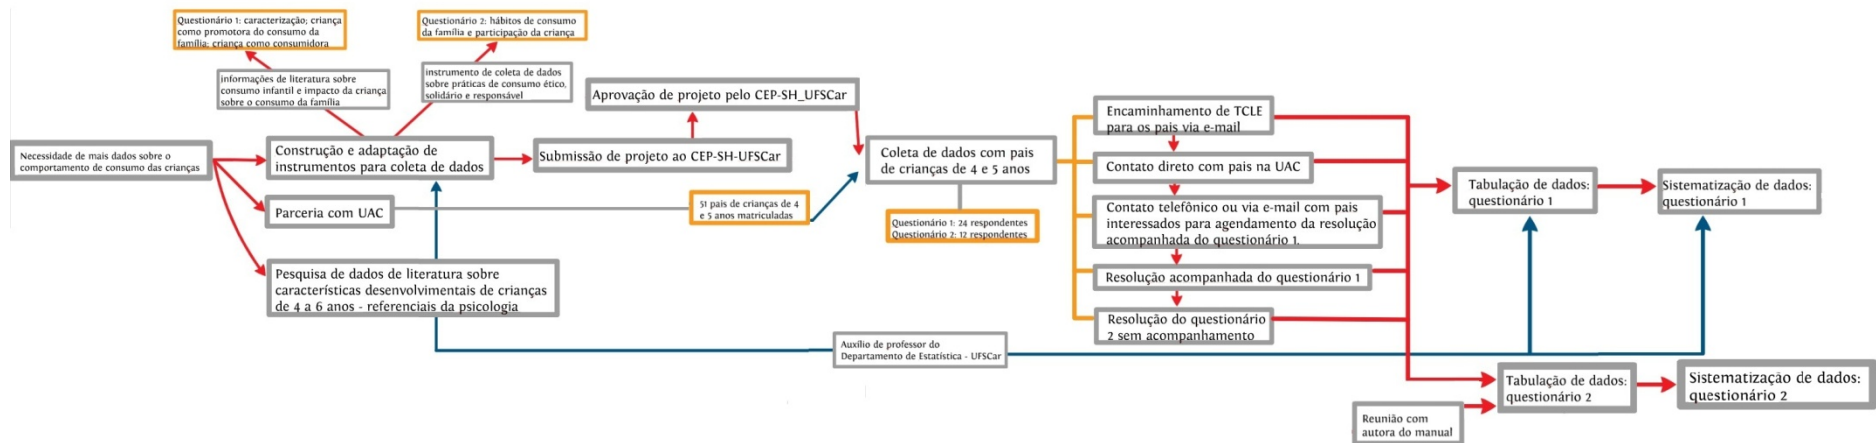 Questionário 1: caracterização; criança
como promotora do consumo da
família; criança como consumidora
Questionário 2: hábitos de consumo
da família e participação da criança
informações de literatura sobre
consumo infantil e impacto da criança
sobre o consumo da família
instrumento de coleta de dados
sobre práticas de consumo ético,
solidário e responsável
Necessidade de mais dados sobre o
comportamento de consumo das crianças
Construção e adaptação de
instrumentos para coleta de dados
Parceria com UAC
Pesquisa de dados de literatura sobre
características desenvolvimentais de crianças
de 4 a 6 anos - referenciais da psicologia
Submissão de projeto ao CEP-SH-UFSCar
Aprovação de projeto pelo CEP-SH_UFSCar
51 pais de crianças de 4
e 5 anos matriculadas
Coleta de dados com pais
de crianças de 4 e 5 anos
Questionário 1: 24 respondentes
Questionário 2: 12 respondentes
Encaminhamento de TCLE
para os pais via e-mail
Contato direto com pais na UAC
Contato telefônico ou via e-mail com pais
interessados para agendamento da resolução
acompanhada do questionário 1.
Resolução acompanhada do questionário 1
Resolução do questionário
2 sem acompanhamento
Auxílio de professor do
Departamento de Estatística - UFSCar
Tabulação de dados:
questionário 1
Sistematização de dados:
questionário 1
Tabulação de dados:
questionário 2
Sistematização de dados:
questionário 2
Reunião com
autora do manual